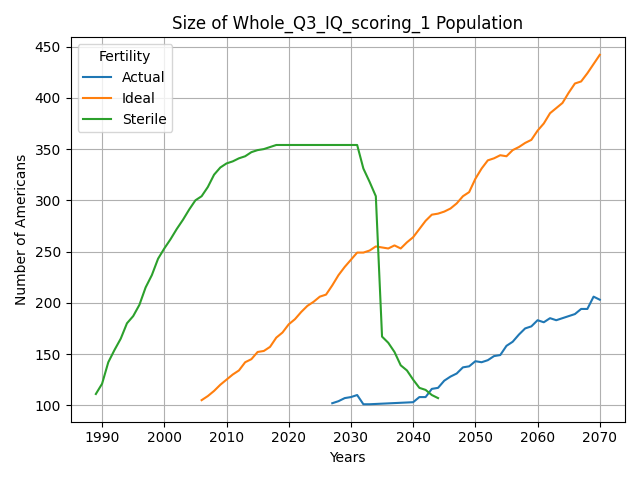 Size of Whole_Q3_IQ_scoring_1 Population
Fertility
Actual
Ideal
Sterile
Number of Americans
450
400
350
300
250
200
150
100
1990 2000 2010 2020 2030 2040 2050 2060 2070
Years